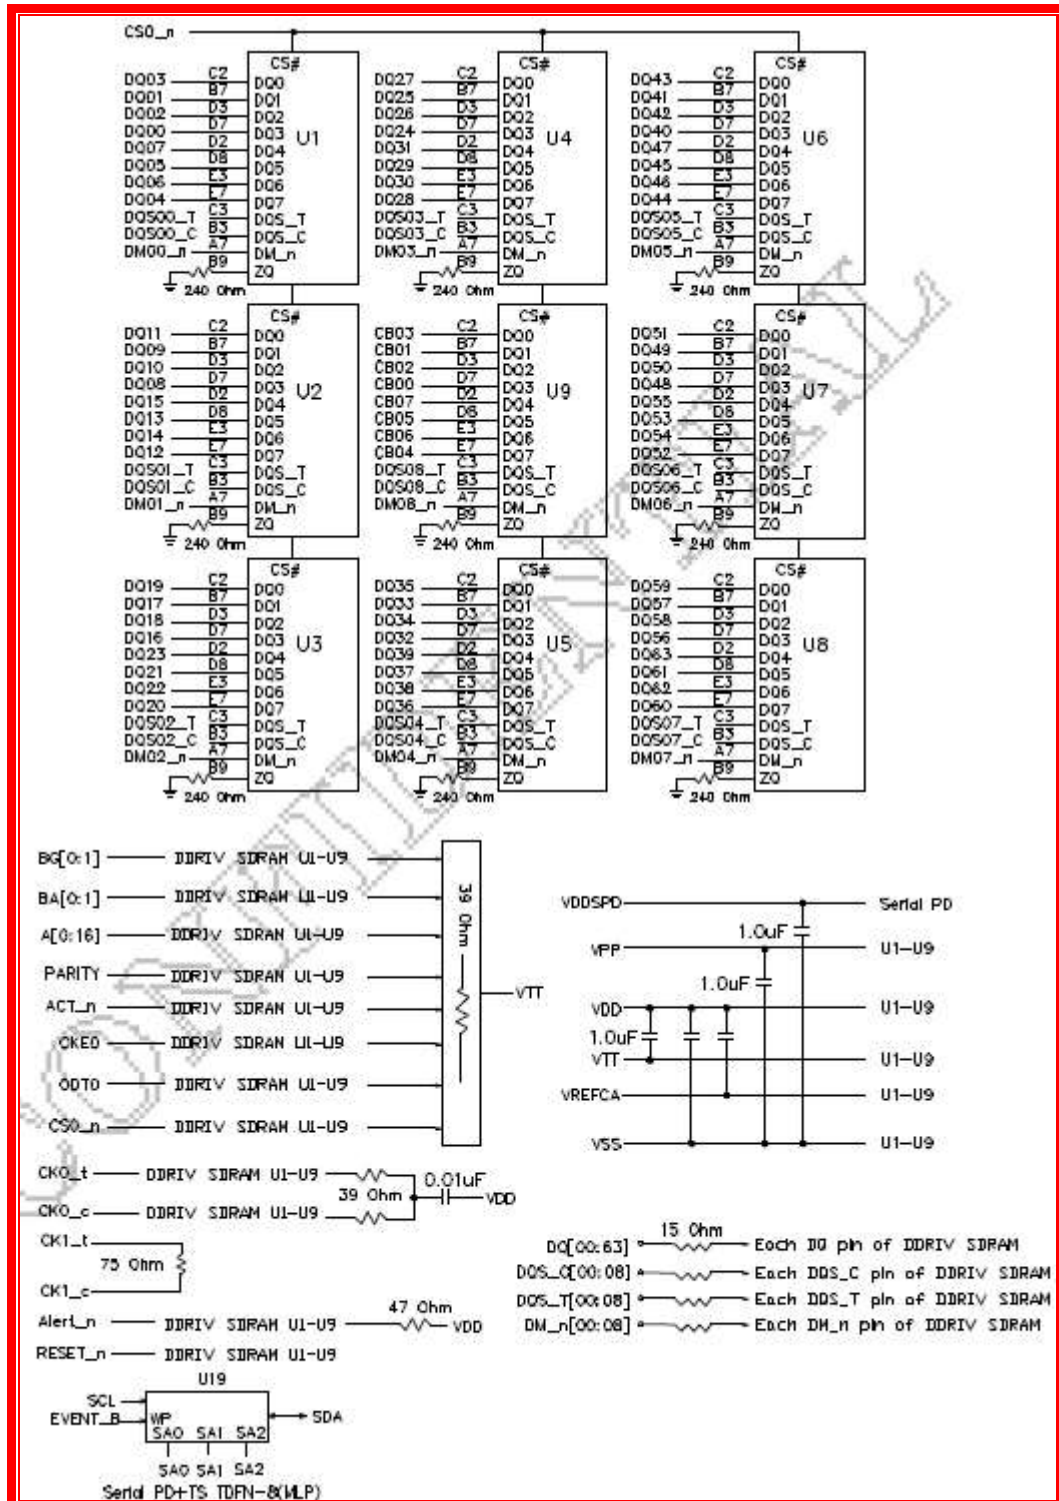 CS0_n
CS# CS# CS#
DQ03 C2 DQ0 DQ27 C2 DQ0 DQ43 C2 DQ0
DQ01 B7 DQ1 DQ25 B7 DQ1 DQ41 B7 DQ1
DQ02 D3 DQ2 DQ26 D3 DQ2 DQ42 D3 DQ2
DQ00 D7 DQ3 U1 DQ24 D7 DQ3 U4 DQ40 D7 DQ3 U6
DQ07 D2 DQ4 DQ31 D2 DQ4 DQ47 D2 DQ4
DQ05 D8 DQ5 DQ29 D8 DQ5 DQ45 D8 DQ5
DQ06 E3 DQ6 DQ30 E3 DQ6 DQ46 E3 DQ6
DQ04 E7 DQ7 DQ28 E7 DQ7 DQ44 E7 DQ7
DQS00_T C3 DQS_T DQS03_T C3 DQS_T DQS05_T C3 DQS_T
DQS00_C B3 DQS_C DQS03_C B3 DQS_C DQS05_C B3 DQS_C
DM00_n A7 DM_n DM03_n A7 DM_n DM05_n A7 DM_n
B9 ZQ B9 ZQ B9 ZQ
240 Ohm 240 Ohm 240 Ohm
CS# CS# CS#
DQ11 C2 DQ0 CB03 C2 DQ0 DQ51 C2 DQ0
DQ09 B7 DQ1 CB01 B7 DQ1 DQ49 B7 DQ1
DQ10 D3 DQ2 CB02 D3 DQ2 DQ50 D3 DQ2
DQ08 D7 DQ3 U2 CB00 D7 DQ3 U9 DQ48 D7 DQ3 U7
DQ15 D2 DQ4 CB07 D2 DQ4 DQ55 D2 DQ4
DQ13 D8 DQ5 CB05 D8 DQ5 DQ53 D8 DQ5
DQ14 E3 DQ6 CB06 E3 DQ6 DQ54 E3 DQ6
DQ12 E7 DQ7 CB04 E7 DQ7 DQ52 E7 DQ7
DQS01_T C3 DQS_T DQS08_T C3 DQS_T DQS06_T C3 DQS_T
DQS01_C B3 DQS_C DQS08_C B3 DQS_C DQS06_C B3 DQS_C
DM01_n A7 DM_n DM08_n A7 DM_n DM06_n A7 DM_n
B9 ZQ B9 ZQ B9 ZQ
240 Ohm 240 Ohm 240 Ohm
CS# CS# CS#
DQ19 C2 DQ0 DQ35 C2 DQ0 DQ59 C2 DQ0
DQ17 B7 DQ1 DQ33 B7 DQ1 DQ57 B7 DQ1
DQ18 D3 DQ2 DQ34 D3 DQ2 DQ58 D3 DQ2
DQ16 D7 DQ3 U3 DQ32 D7 DQ3 U5 DQ56 D7 DQ3 U8
DQ23 D2 DQ4 DQ39 D2 DQ4 DQ63 D2 DQ4
DQ21 D8 DQ5 DQ37 D8 DQ5 DQ61 D8 DQ5
DQ22 E3 DQ6 DQ38 E3 DQ6 DQ62 E3 DQ6
DQ20 E7 DQ7 DQ36 E7 DQ7 DQ60 E7 DQ7
DQS02_T C3 DQS_T DQS04_T C3 DQS_T DQS07_T C3 DQS_T
DQS02_C B3 DQS_C DQS04_C B3 DQS_C DQS07_C B3 DQS_C
DM02_n A7 DM_n DM04_n A7 DM_n DM07_n A7 DM_n
B9 ZQ B9 ZQ B9 ZQ
240 Ohm 240 Ohm 240 Ohm
BG[0:1] DDRIV SDRAM U1-U9
BA[0:1] DDRIV SDRAM U1-U9
A[0:16] DDRIV SDRAM U1-U9
PARITY DDRIV SDRAM U1-U9
ACT_n DDRIV SDRAM U1-U9
CKE0 DDRIV SDRAM U1-U9
ODT0 DDRIV SDRAM U1-U9
CS0_n DDRIV SDRAM U1-U9
39 Ohm
VTT
VDDSPD Serial PD
1.0uF
VPP U1-U9
1.0uF
VDD U1-U9
1.0uF
VTT U1-U9
VREFCA U1-U9
VSS U1-U9
CK0_t DDRIV SDRAM U1-U9
39 Ohm 0.01uF VDD
CK0_c DDRIV SDRAM U1-U9
CK1_t
75 Ohm
CK1_c
15 Ohm
DQ[00:63] Each DQ pin of DDRIV SDRAM
DQS_C[00:08] Each DQS_C pin of DDRIV SDRAM
DQS_T[00:08] Each DQS_T pin of DDRIV SDRAM
DM_n[00:08] Each DM_n pin of DDRIV SDRAM
Alert_n DDRIV SDRAM U1-U9 47 Ohm VDD
RESET_n DDRIV SDRAM U1-U9
U19
SCL
EVENT_B WP SDA
SA0 SA1 SA2
SA0 SA1 SA2
Serial PD+TS TDFN-8(MLP)
CONFIDENTIAL